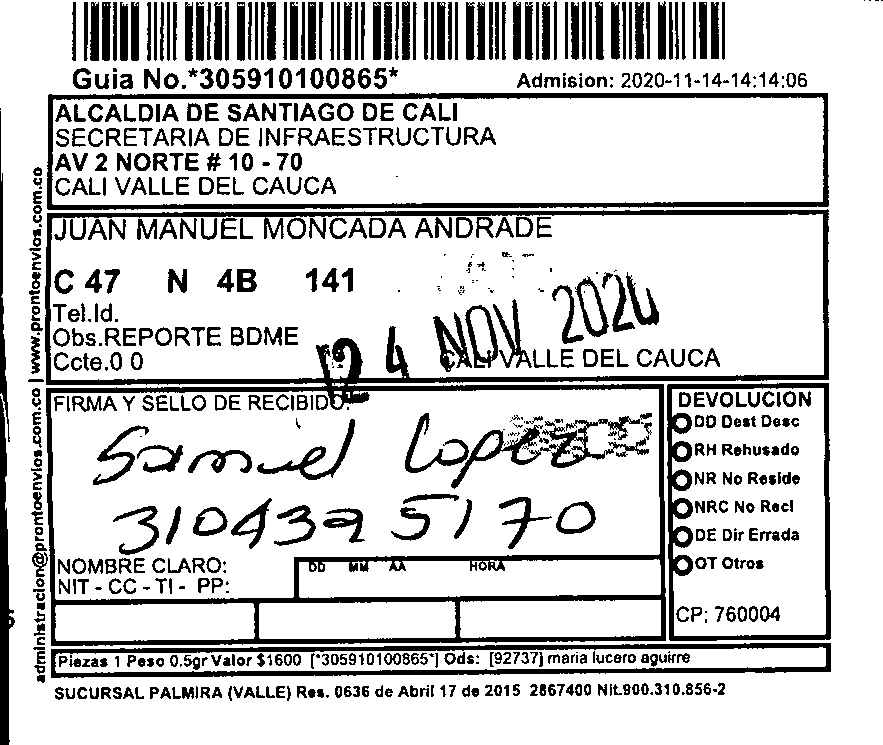 Guia No.*305910100865*
Admision: 2020-11-14-14:14:06
ALCALDIA DE SANTIAGO DE CALI
SECRETARIA DE INFRAESTRUCTURA
AV 2 NORTE # 10 - 70
CALI VALLE DEL CAUCA
JUAN MANUEL MONCADA ANDRADE
C 47 N 4B 141
Tel.Id.
Obs.REPORTE BDME
Ccte.0 0
CALI VALLE DEL CAUCA
NOV 2020
FIRMA Y SELLO DE RECIBIDO:
Samuel Lopez
3104325170
NOMBRE CLARO:
NIT - CC - TI - PP:
DD MM AA HORA
DEVOLUCION
DD Dest Desc
RH Rehusado
NR No Reside
NRC No Recl
DE Dir Errada
OT Otros
CP: 760004
Piezas 1 Peso 0.5gr Valor $1600 [*305910100865*] Ods: [92737] maria lucero aguirre
SUCURSAL PALMIRA (VALLE) Res. 0636 de Abril 17 de 2015 2867400 Nit.900.310.856-2
administracion@prontoenvios.com.co | www.prontoenvios.com.co